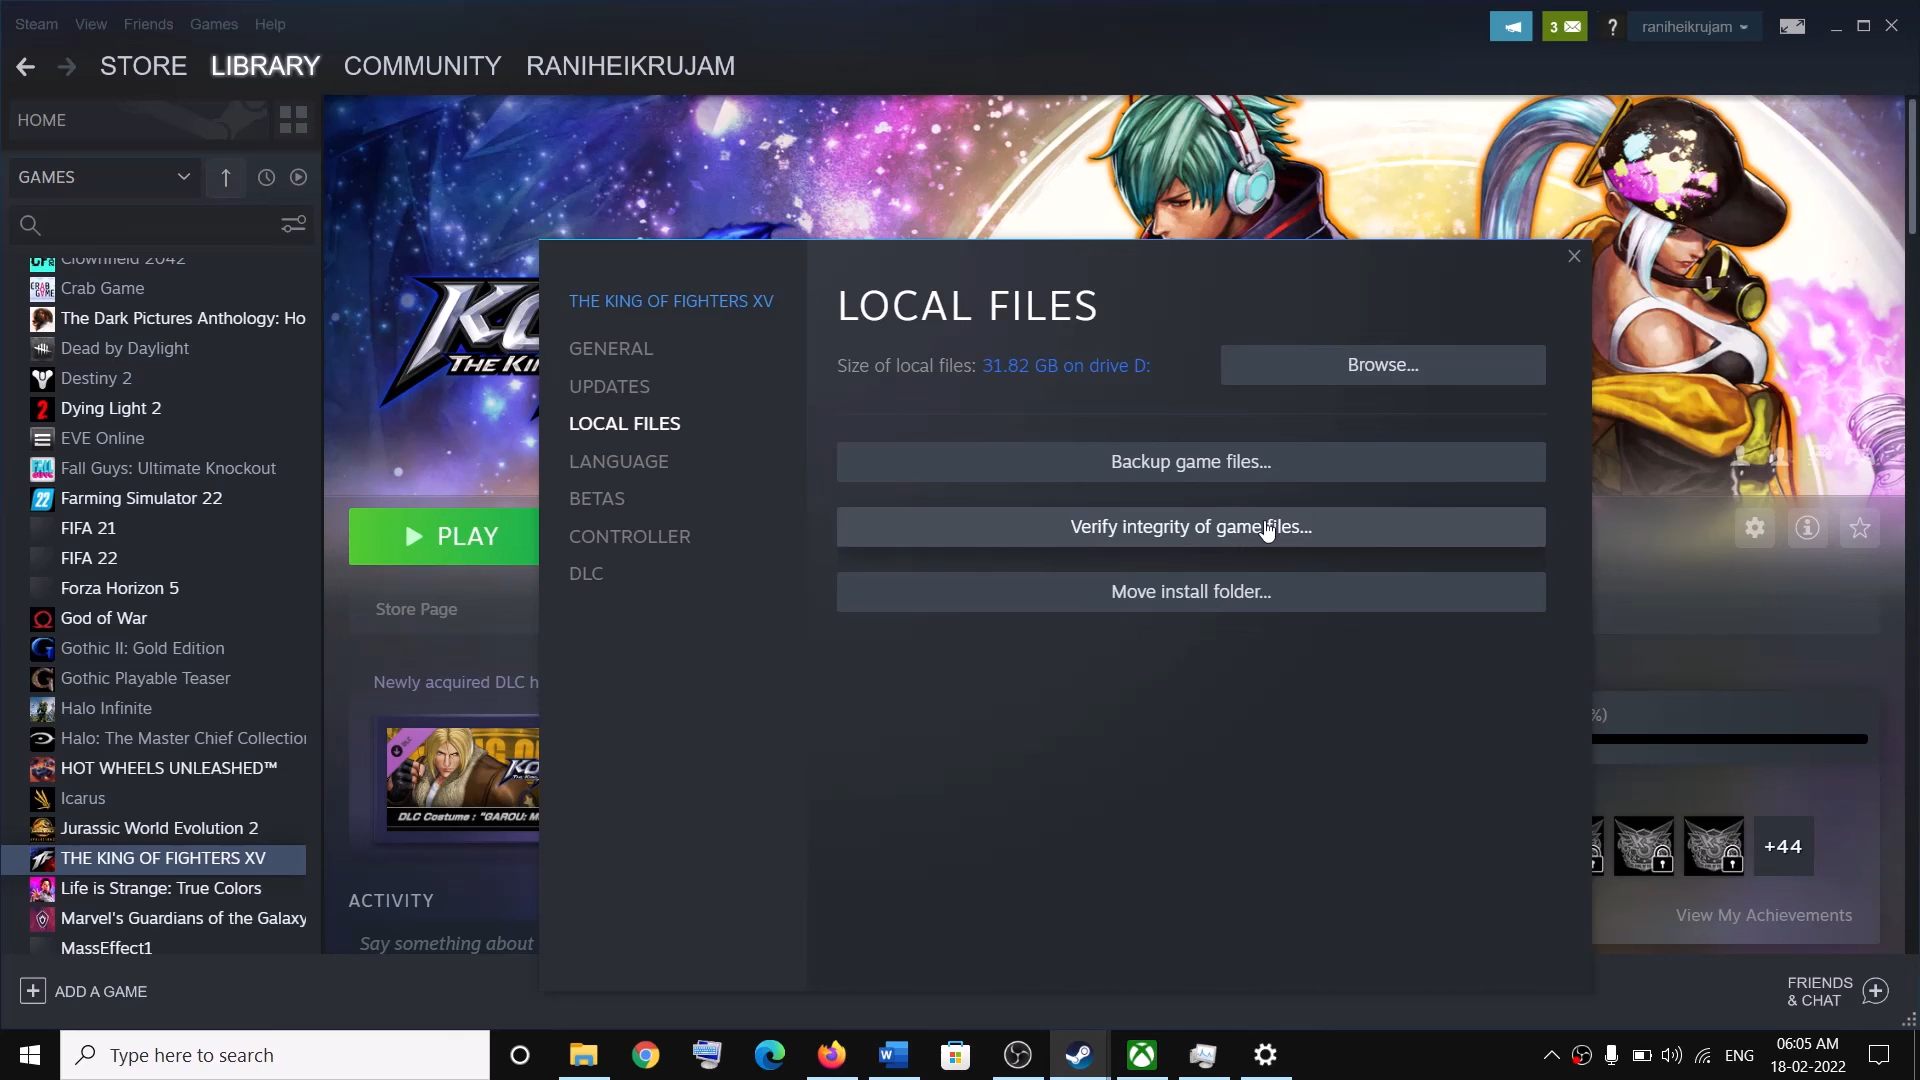 Steam View Friends Games Help
3
?
raniheikrujam
STORE LIBRARY COMMUNITY RANIHEIKRUJAM
HOME
GAMES
Clownfield 2042
Crab Game
The Dark Pictures Anthology: Ho
Dead by Daylight
Destiny 2
Dying Light 2
EVE Online
Fall Guys: Ultimate Knockout
Farming Simulator 22
FIFA 21
FIFA 22
Forza Horizon 5
God of War
Gothic II: Gold Edition
Gothic Playable Teaser
Halo Infinite
Halo: The Master Chief Collection
HOT WHEELS UNLEASHED™
Icarus
Jurassic World Evolution 2
THE KING OF FIGHTERS XV
Life is Strange: True Colors
Marvel's Guardians of the Galaxy
MassEffect1
ADD A GAME
PLAY
Store Page
Newly acquired DLC h
DLC Costume : "GAROU: M
ACTIVITY
Say something about
THE KING OF FIGHTERS XV
GENERAL
UPDATES
LOCAL FILES
LANGUAGE
BETAS
CONTROLLER
DLC
LOCAL FILES
Size of local files: 31.82 GB on drive D:
Browse...
Backup game files...
Verify integrity of game files...
Move install folder...
%)
+44
View My Achievements
FRIENDS
& CHAT
Type here to search
ENG
06:05 AM
18-02-2022